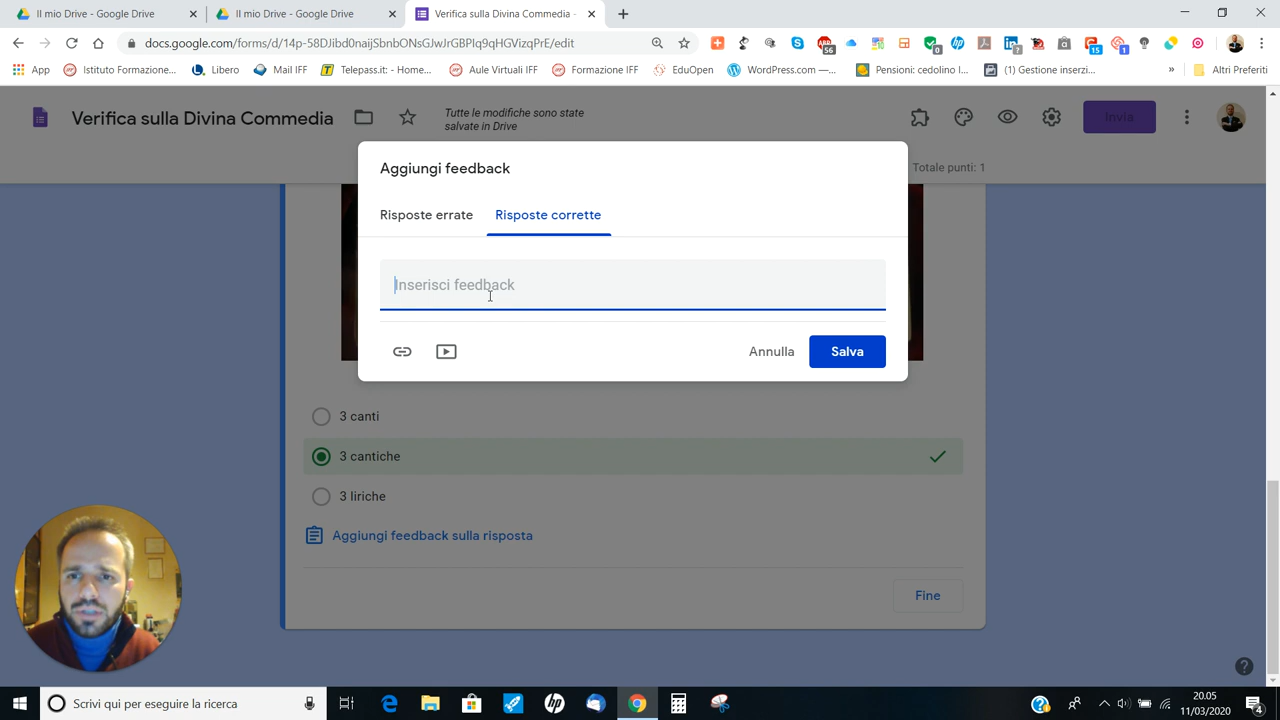 Il mio Drive - Google Drive
Il mio Drive - Google Drive
Verifica sulla Divina Commedia -
docs.google.com/forms/d/14p-58DJibd0naijSbnbONsGJwJrGBPIq9qHGVizqPrE/edit
App
Istituto Formazione...
Libero
Mail IFF
Telepass.it: - Home...
Aule Virtuali IFF
Formazione IFF
EduOpen
WordPress.com —...
Pensioni: cedolino I...
(1) Gestione inserzi...
»
Altri Preferiti
Verifica sulla Divina Commedia
Tutte le modifiche sono state
salvate in Drive
Invia
Totale punti: 1
Aggiungi feedback
Risposte errate
Risposte corrette
Inserisci feedback
Annulla
Salva
3 canti
3 cantiche
3 liriche
Aggiungi feedback sulla risposta
Fine
Scrivi qui per eseguire la ricerca
20.05
11/03/2020